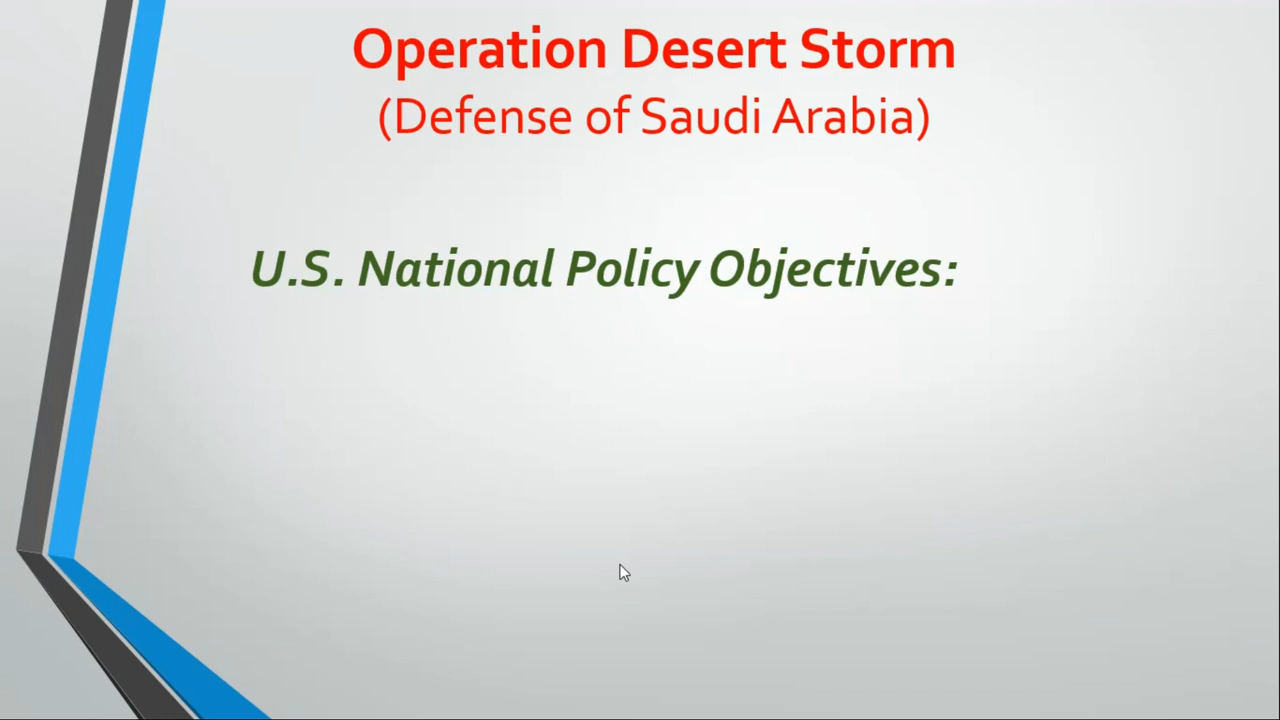 Operation Desert Storm
(Defense of Saudi Arabia)
U.S. National Policy Objectives: